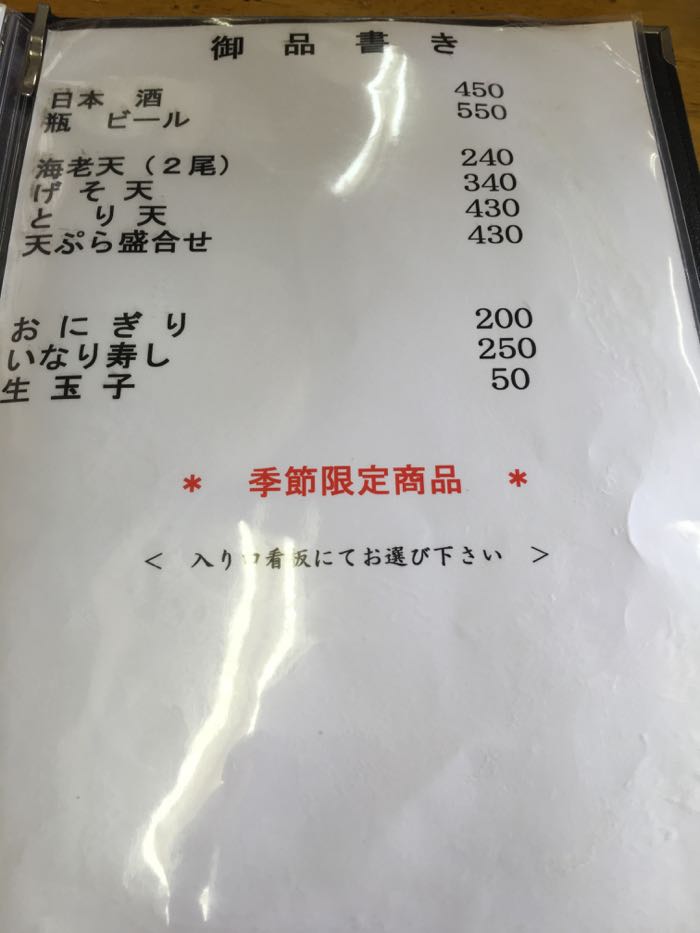 御品書き
日本 酒 450
瓶 ビール 550
海老天(2尾) 240
げそ天 340
とり天 430
天ぷら盛合せ 430
おにぎり 200
いなり寿し 250
生玉子 50
* 季節限定商品 *
< 入り口看板にてお選び下さい >